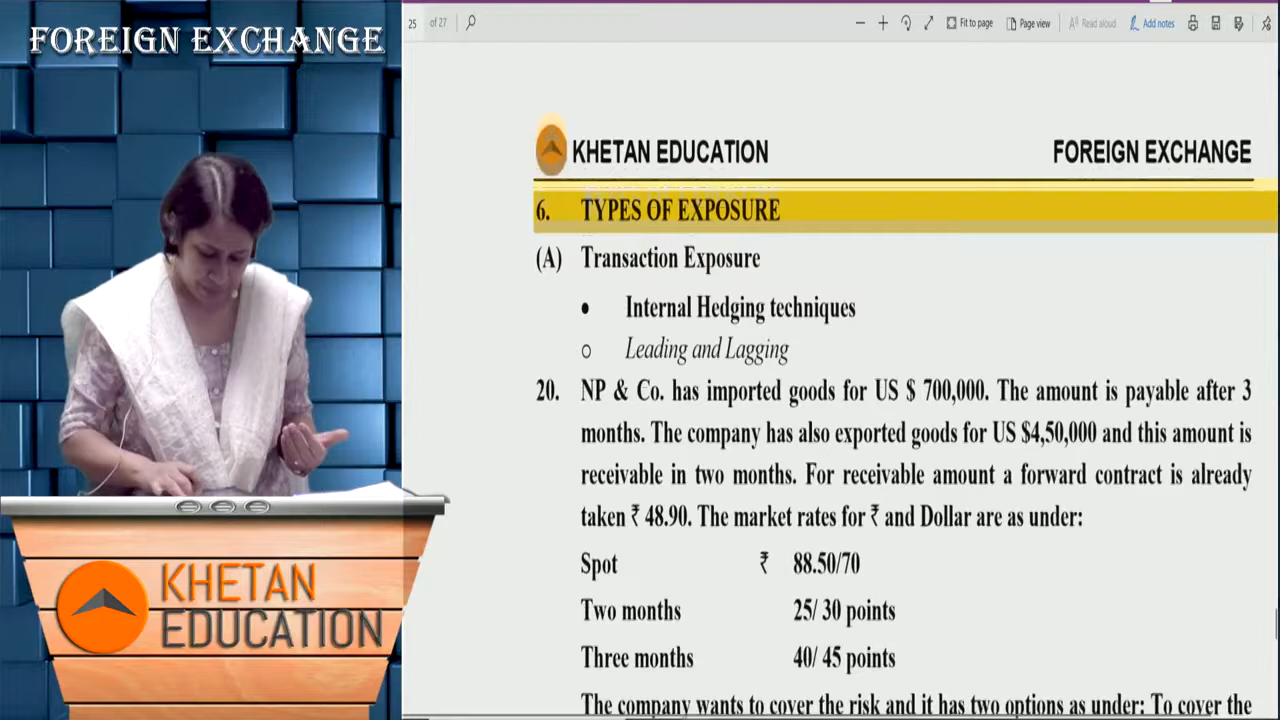 FOREIGN EXCHANGE
25 of 27
Fit to page
Page view
Read aloud
Add notes
KHETAN EDUCATION
FOREIGN EXCHANGE
6. TYPES OF EXPOSURE
(A) Transaction Exposure
• Internal Hedging techniques
○ Leading and Lagging
20. NP & Co. has imported goods for US $ 700,000. The amount is payable after 3
months. The company has also exported goods for US $4,50,000 and this amount is
receivable in two months. For receivable amount a forward contract is already
taken ₹ 48.90. The market rates for ₹ and Dollar are as under:
Spot ₹ 88.50/70
Two months 25/ 30 points
Three months 40/ 45 points
The company wants to cover the risk and it has two options as under: To cover the
KHETAN
EDUCATION